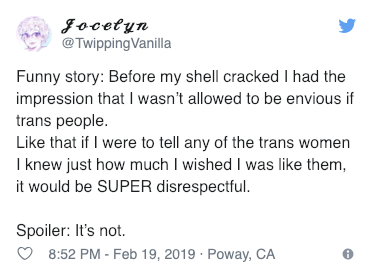 Jocelyn
@TwippingVanilla
Funny story: Before my shell cracked I had the
impression that I wasn’t allowed to be envious if
trans people.
Like that if I were to tell any of the trans women
I knew just how much I wished I was like them,
it would be SUPER disrespectful.
Spoiler: It’s not.
8:52 PM - Feb 19, 2019 · Poway, CA